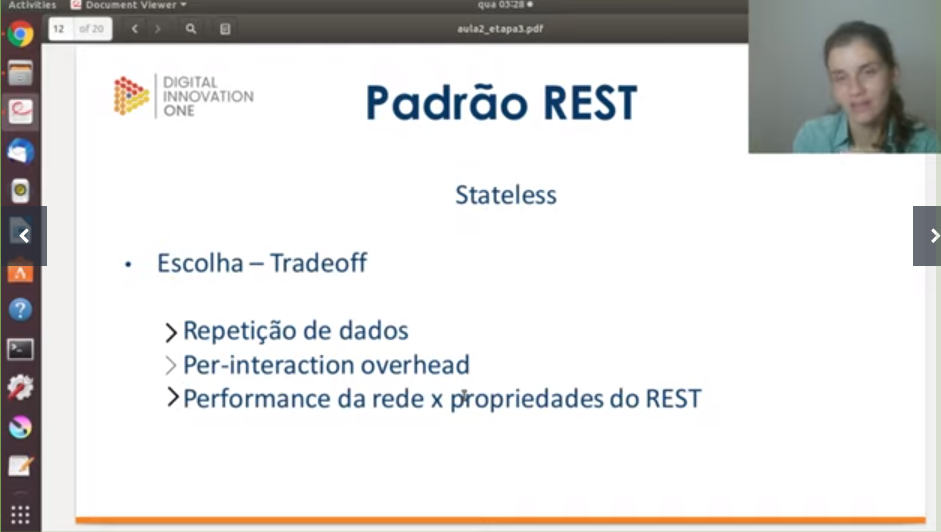 Activities Document Viewer qua 03:28
12 of 20 aula2_etapa3.pdf
DIGITAL
INNOVATION
ONE
Padrão REST
Stateless
• Escolha – Tradeoff
Repetição de dados
Per-interaction overhead
Performance da rede x propriedades do REST